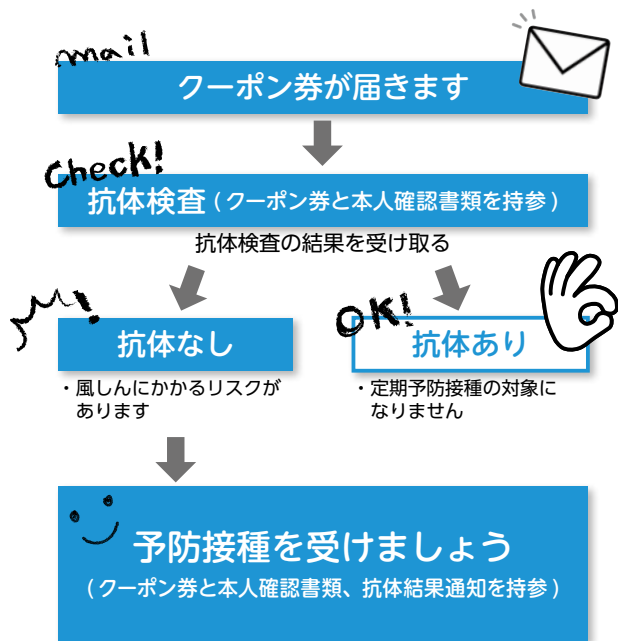 mail
クーポン券が届きます
Check!
抗体検査(クーポン券と本人確認書類を持参)
抗体検査の結果を受け取る
抗体なし
・風しんにかかるリスクが
あります
OK!
抗体あり
・定期予防接種の対象に
なりません
予防接種を受けましょう
(クーポン券と本人確認書類、抗体結果通知を持参)